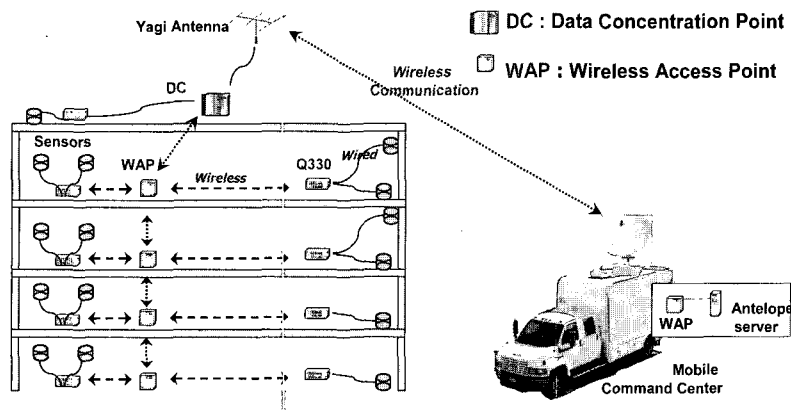 Yagi Antenna
DC : Data Concentration Point
WAP : Wireless Access Point
Wireless
Communication
DC
Sensors
WAP
Wireless
Q330
Wired
WAP
Antelope
server
Mobile
Command Center